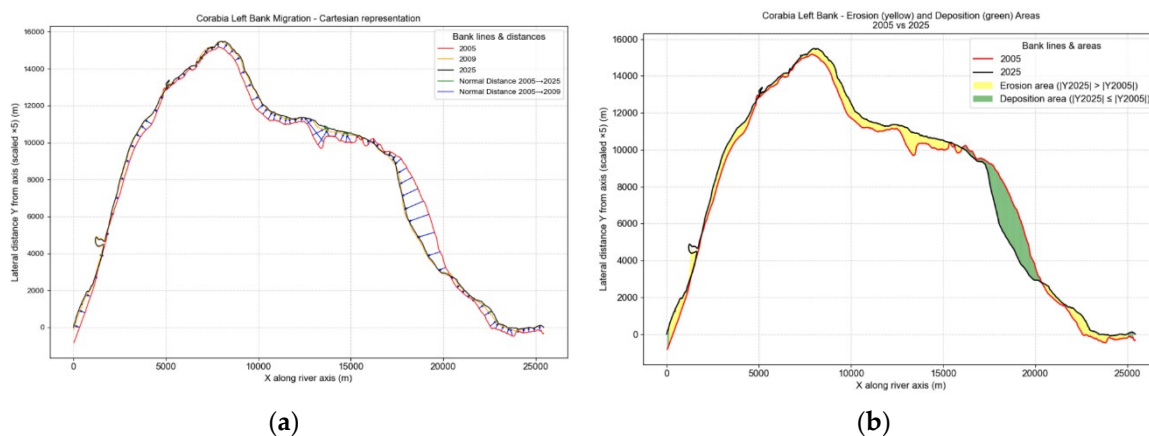 Corabia Left Bank Migration - Cartesian representation
Bank lines & distances
2005
2009
2025
Normal Distance 2005→2025
Normal Distance 2005→2009
16000
14000
12000
10000
8000
6000
4000
2000
0
Lateral distance Y from axis (scaled ×5) (m)
0
5000
10000
15000
20000
25000
X along river axis (m)
(a)
Corabia Left Bank - Erosion (yellow) and Deposition (green) Areas
2005 vs 2025
Bank lines & areas
2005
2025
Erosion area (|Y2025| > |Y2005|)
Deposition area (|Y2025| ≤ |Y2005|)
16000
14000
12000
10000
8000
6000
4000
2000
0
Lateral distance Y from axis (scaled ×5) (m)
0
5000
10000
15000
20000
25000
X along river axis (m)
(b)